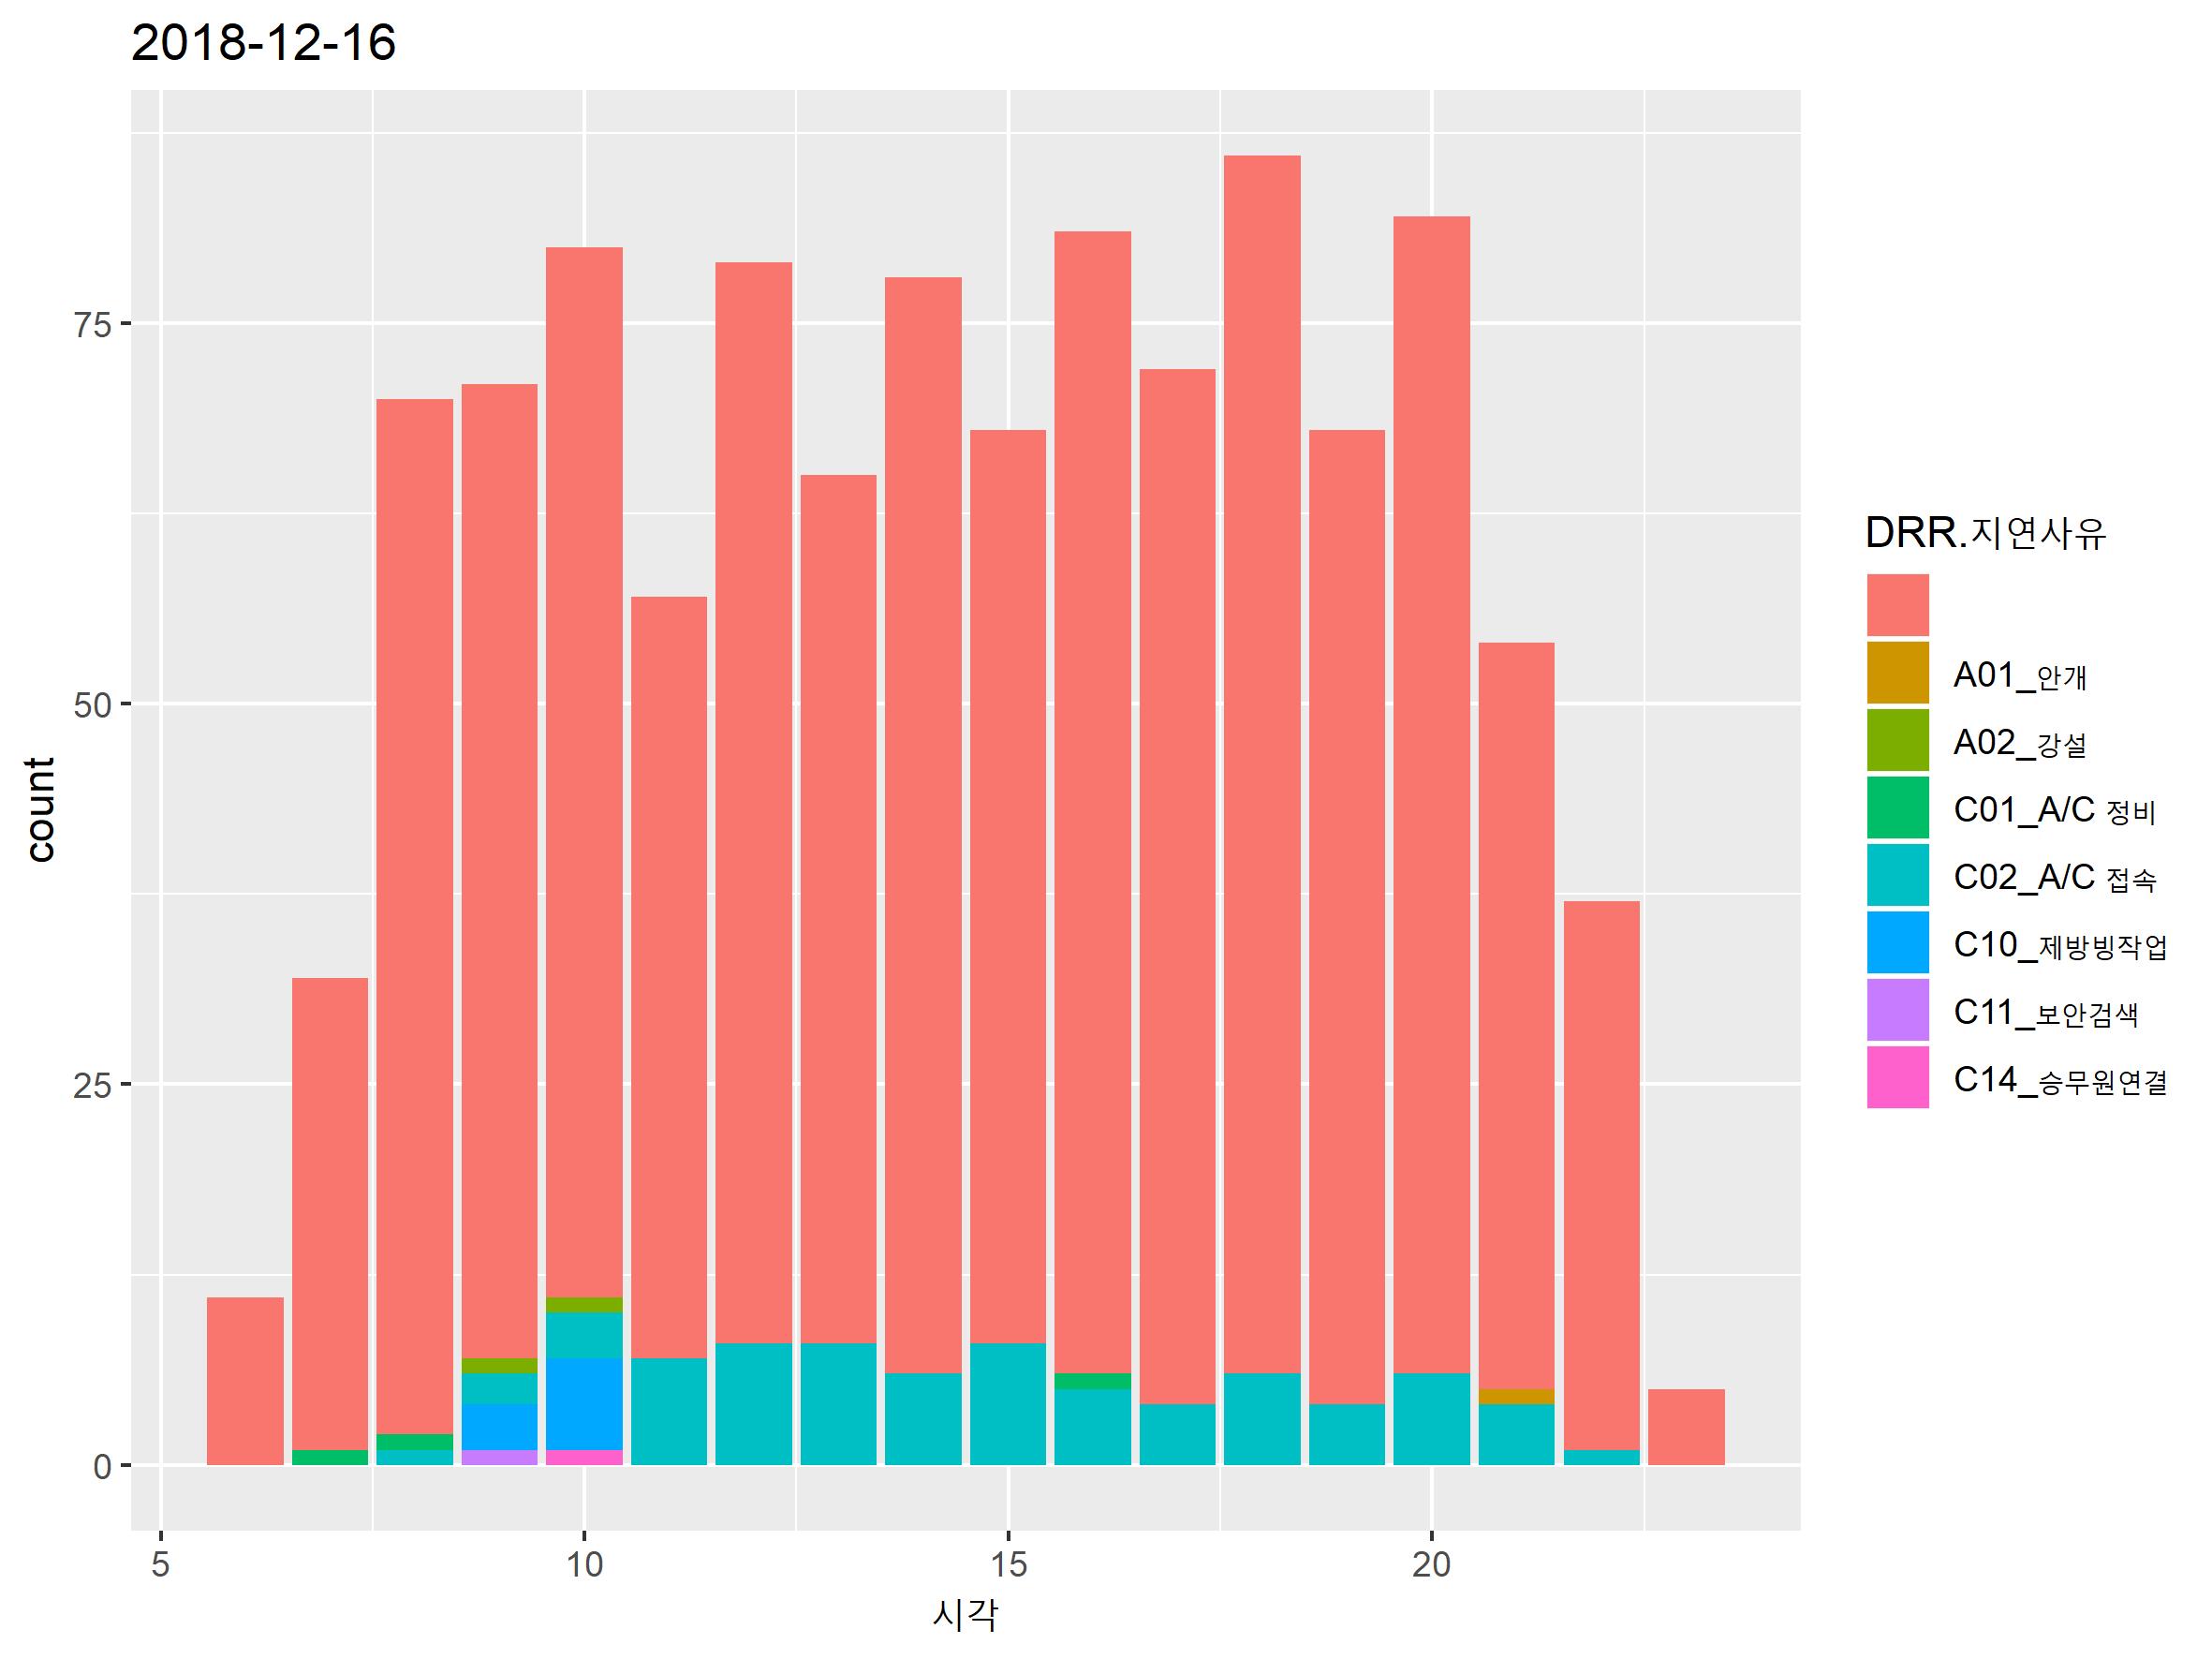 2018-12-16
75
50
25
0
count
5 10 15 20
시각
DRR.지연사유
A01_안개
A02_강설
C01_A/C 정비
C02_A/C 접속
C10_제방빙작업
C11_보안검색
C14_승무원연결